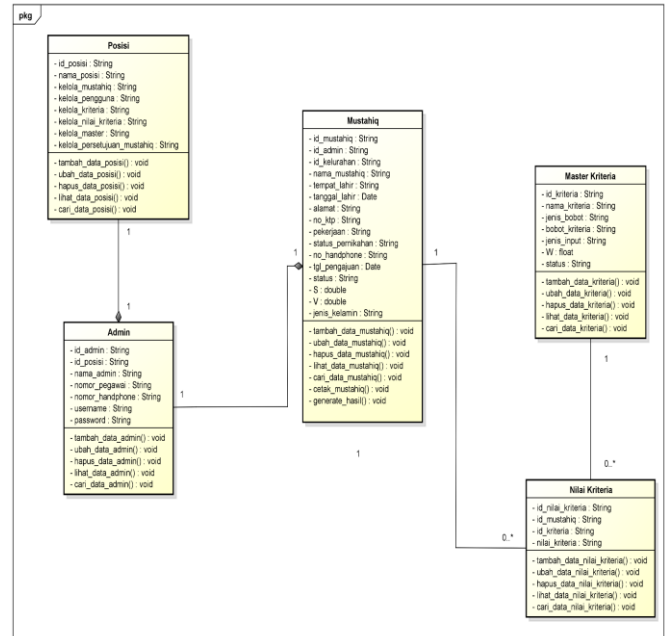 pkg
Posisi
- id_posisi : String
- nama_posisi : String
- kelola_mustahiq : String
- kelola_pengguna : String
- kelola_kriteria : String
- kelola_nilai_kriteria : String
- kelola_master : String
- kelola_persetujuan_mustahiq : String
- tambah_data_posisi() : void
- ubah_data_posisi() : void
- hapus_data_posisi() : void
- lihat_data_posisi() : void
- cari_data_posisi() : void
1
1
Admin
- id_admin : String
- id_posisi : String
- nama_admin : String
- nomor_pegawai : String
- nomor_handphone : String
- username : String
- password : String
- tambah_data_admin() : void
- ubah_data_admin() : void
- hapus_data_admin() : void
- lihat_data_admin() : void
- cari_data_admin() : void
1
1
Mustahiq
- id_mustahiq : String
- id_admin : String
- id_kelurahan : String
- nama_mustahiq : String
- tempat_lahir : String
- tanggal_lahir : Date
- alamat : String
- no_ktp : String
- pekerjaan : String
- status_pernikahan : String
- no_handphone : String
- tgl_pengajuan : Date
- status : String
- S : double
- V : double
- jenis_kelamin : String
- tambah_data_mustahiq() : void
- ubah_data_mustahiq() : void
- hapus_data_mustahiq() : void
- lihat_data_mustahiq() : void
- cari_data_mustahiq() : void
- cetak_mustahiq() : void
- generate_hasil() : void
1
1
0..*
Master Kriteria
- id_kriteria : String
- nama_kriteria : String
- jenis_bobot : String
- bobot_kriteria : String
- jenis_input : String
- W : float
- status : String
- tambah_data_kriteria() : void
- ubah_data_kriteria() : void
- hapus_data_kriteria() : void
- lihat_data_kriteria() : void
- cari_data_kriteria() : void
1
0..*
Nilai Kriteria
- id_nilai_kriteria : String
- id_mustahiq : String
- id_kriteria : String
- nilai_kriteria : String
- tambah_data_nilai_kriteria() : void
- ubah_data_nilai_kriteria() : void
- hapus_data_nilai_kriteria() : void
- lihat_data_nilai_kriteria() : void
- cari_data_nilai_kriteria() : void